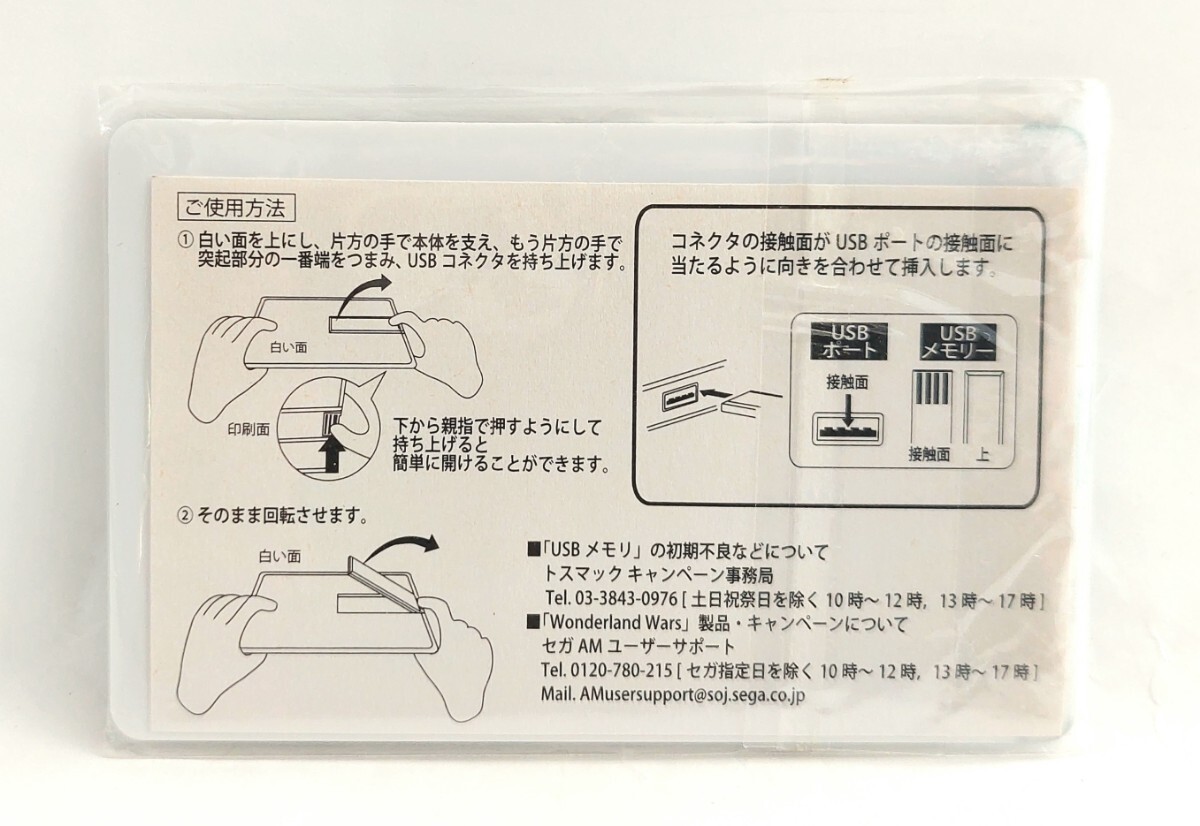 ご使用方法
① 白い面を上にし、片方の手で本体を支え、もう片方の手で
突起部分の一番端をつまみ、USB コネクタを持ち上げます。
白い面
印刷面
下から親指で押すようにして
持ち上げると
簡単に開けることができます。
② そのまま回転させます。
白い面
コネクタの接触面が USB ポートの接触面に
当たるように向きを合わせて挿入します。
USB
ポート
USB
メモリー
接触面
接触面
上
■「USB メモリ」の初期不良などについて
トスマック キャンペーン事務局
Tel. 03-3843-0976 [ 土日祝祭日を除く 10 時～ 12 時, 13 時～ 17 時 ]
■「Wonderland Wars」製品・キャンペーンについて
セガ AM ユーザーサポート
Tel. 0120-780-215 [ セガ指定日を除く 10 時～ 12 時, 13 時～ 17 時 ]
Mail. AMusersupport@soj.sega.co.jp